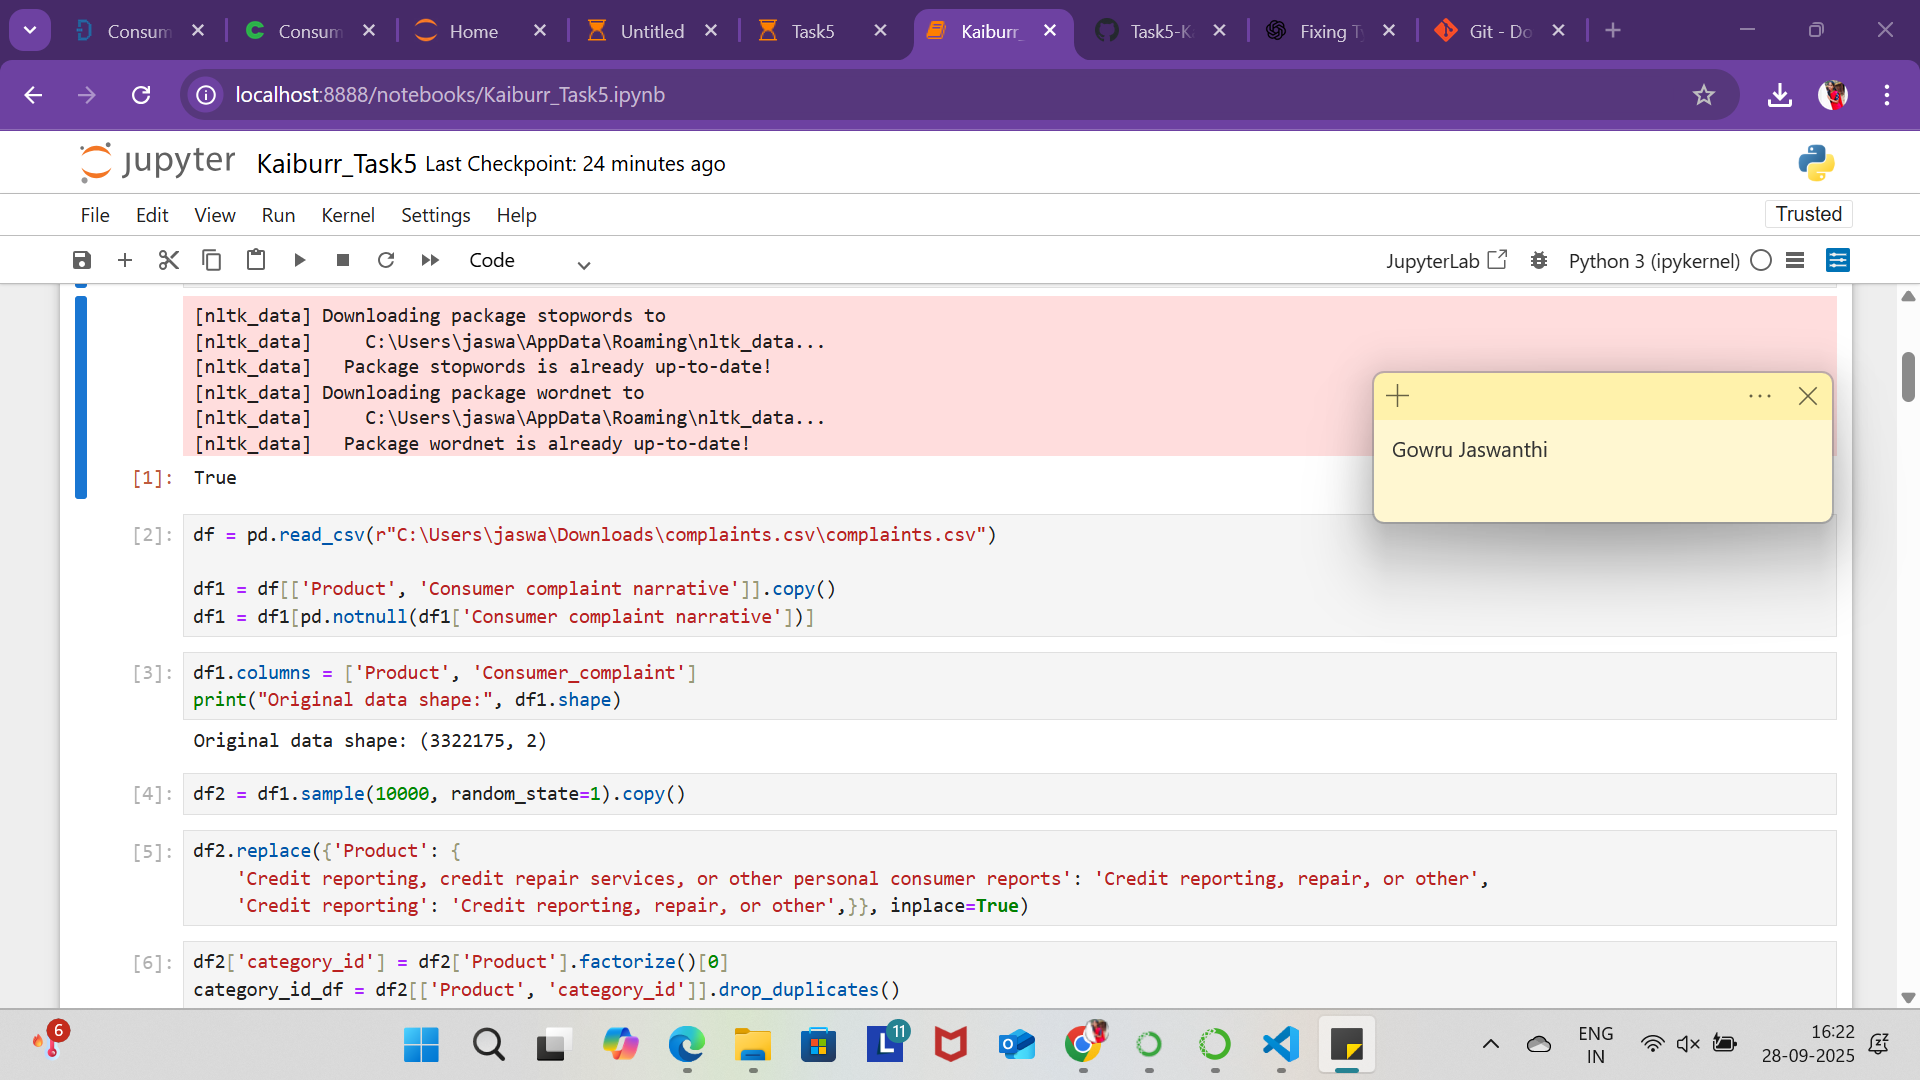 Consum
Consum
Home
Untitled
Task5
Kaiburr_
Task5-Ka
Fixing Ty
Git - Do
localhost:8888/notebooks/Kaiburr_Task5.ipynb
jupyter Kaiburr_Task5 Last Checkpoint: 24 minutes ago
File Edit View Run Kernel Settings Help
Trusted
Code
JupyterLab
Python 3 (ipykernel)
[nltk_data] Downloading package stopwords to
[nltk_data]     C:\Users\jaswa\AppData\Roaming\nltk_data...
[nltk_data]   Package stopwords is already up-to-date!
[nltk_data] Downloading package wordnet to
[nltk_data]     C:\Users\jaswa\AppData\Roaming\nltk_data...
[nltk_data]   Package wordnet is already up-to-date!
Gowru Jaswanthi
[1]: True
[2]: df = pd.read_csv(r"C:\Users\jaswa\Downloads\complaints.csv\complaints.csv")
df1 = df[['Product', 'Consumer complaint narrative']].copy()
df1 = df1[pd.notnull(df1['Consumer complaint narrative'])]
[3]: df1.columns = ['Product', 'Consumer_complaint']
print("Original data shape:", df1.shape)
Original data shape: (3322175, 2)
[4]: df2 = df1.sample(10000, random_state=1).copy()
[5]: df2.replace({'Product': {
    'Credit reporting, credit repair services, or other personal consumer reports': 'Credit reporting, repair, or other',
    'Credit reporting': 'Credit reporting, repair, or other',}}, inplace=True)
[6]: df2['category_id'] = df2['Product'].factorize()[0]
category_id_df = df2[['Product', 'category_id']].drop_duplicates()
6
11
ENG
IN
16:22
28-09-2025